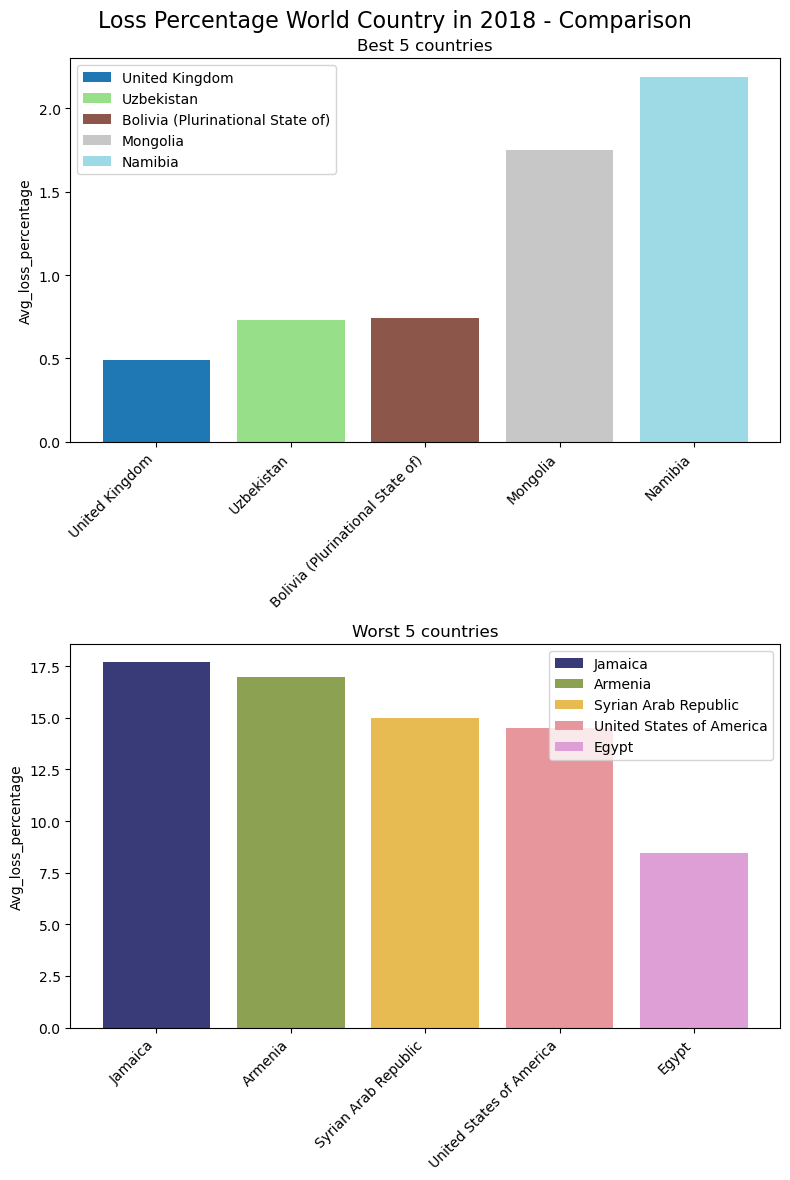 Loss Percentage World Country in 2018 - Comparison
Best 5 countries
United Kingdom
Uzbekistan
Bolivia (Plurinational State of)
Mongolia
Namibia
Avg_loss_percentage
2.0
1.5
1.0
0.5
0.0
United Kingdom
Uzbekistan
Bolivia (Plurinational State of)
Mongolia
Namibia
Worst 5 countries
Jamaica
Armenia
Syrian Arab Republic
United States of America
Egypt
Avg_loss_percentage
17.5
15.0
12.5
10.0
7.5
5.0
2.5
0.0
Jamaica
Armenia
Syrian Arab Republic
United States of America
Egypt